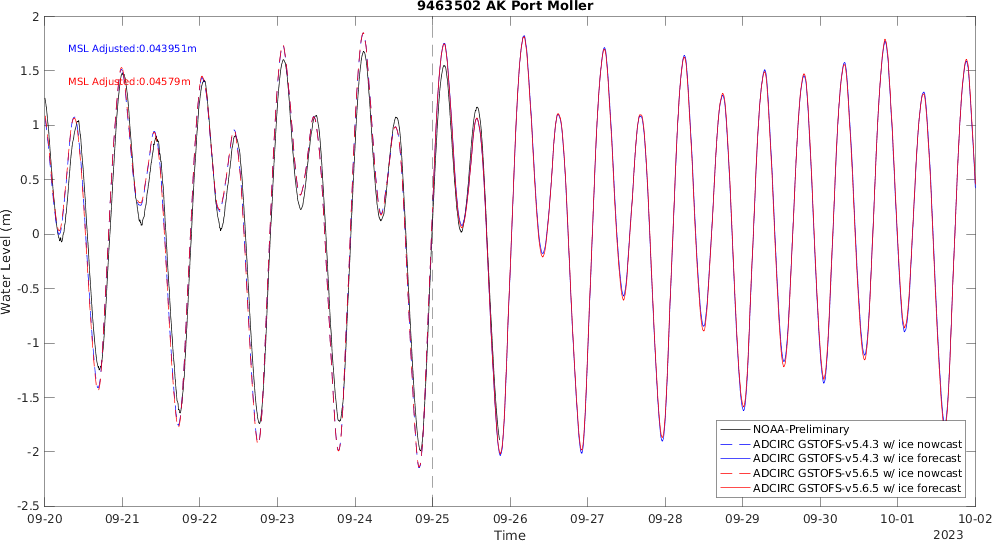 9463502 AK Port Moller
MSL Adjusted:0.043951m
MSL Adjusted:0.04579m
Water Level (m)
2
1.5
1
0.5
0
-0.5
-1
-1.5
-2
-2.5
NOAA-Preliminary
ADCIRC GSTOFS-v5.4.3 w/ ice nowcast
ADCIRC GSTOFS-v5.4.3 w/ ice forecast
ADCIRC GSTOFS-v5.6.5 w/ ice nowcast
ADCIRC GSTOFS-v5.6.5 w/ ice forecast
09-20 09-21 09-22 09-23 09-24 09-25 09-26 09-27 09-28 09-29 09-30 10-01 10-02
Time
2023